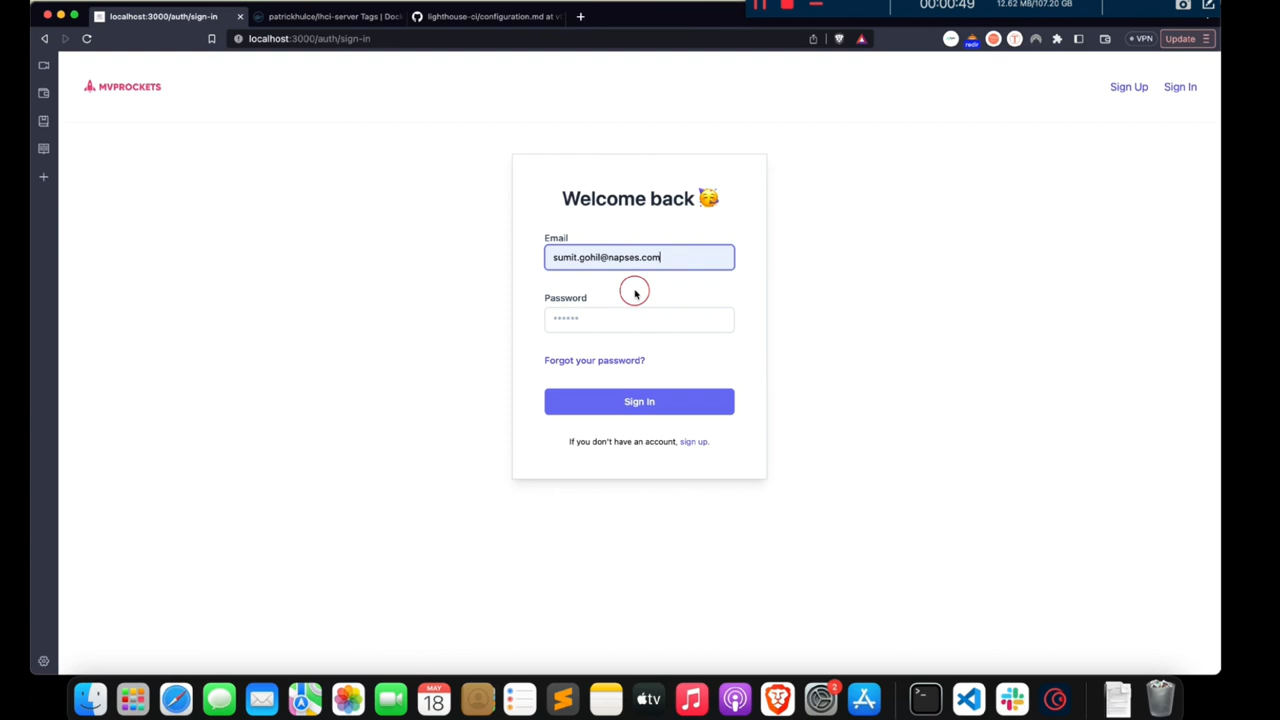 00:00:49
12.62 MB/107.20 GB
localhost:3000/auth/sign-in
patrickhulce/lhci-server Tags | Dock
lighthouse-ci/configuration.md at v
localhost:3000/auth/sign-in
VPN
Update
MVPROCKETS
Sign Up
Sign In
Welcome back
Email
sumit.gohil@napses.com
Password
Forgot your password?
Sign In
If you don't have an account, sign up.
MAY
18
tv
2